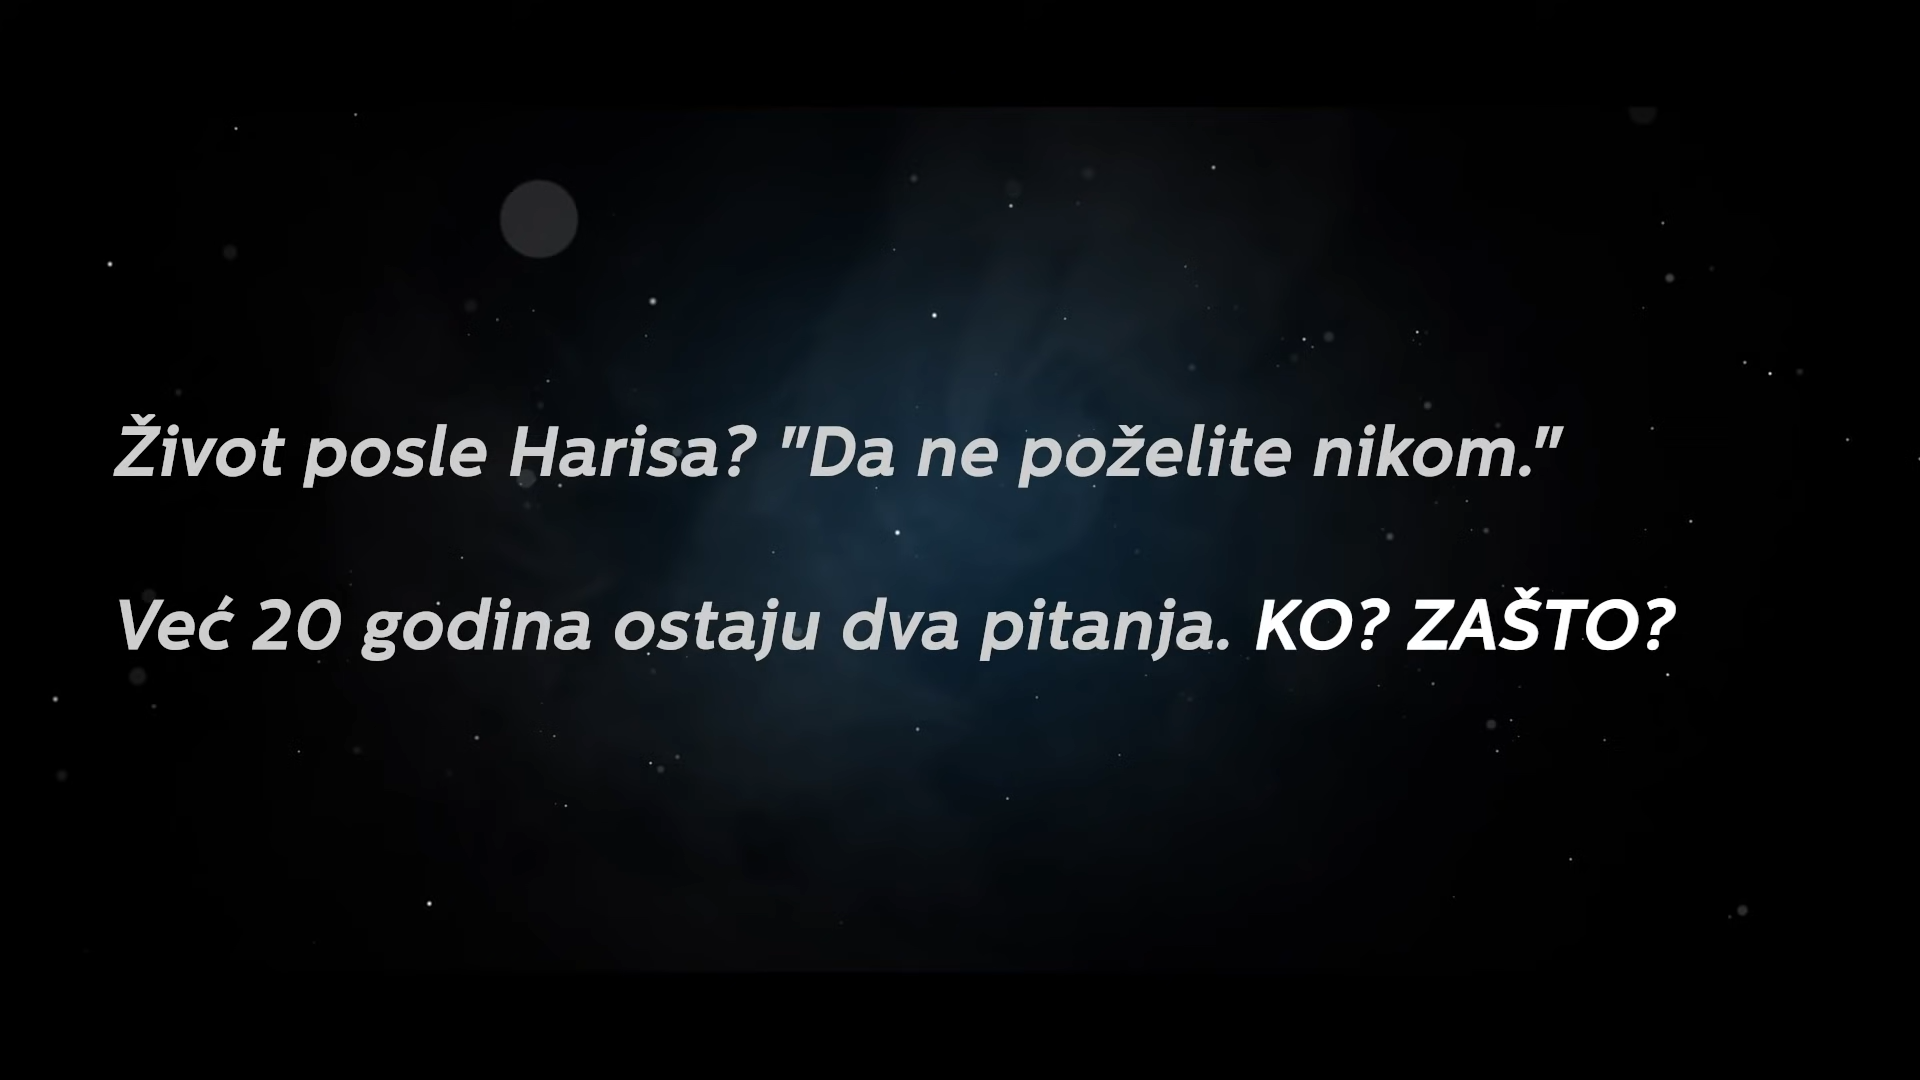 Život posle Harisa? "Da ne poželite nikom."
Već 20 godina ostaju dva pitanja. KO? ZAŠTO?